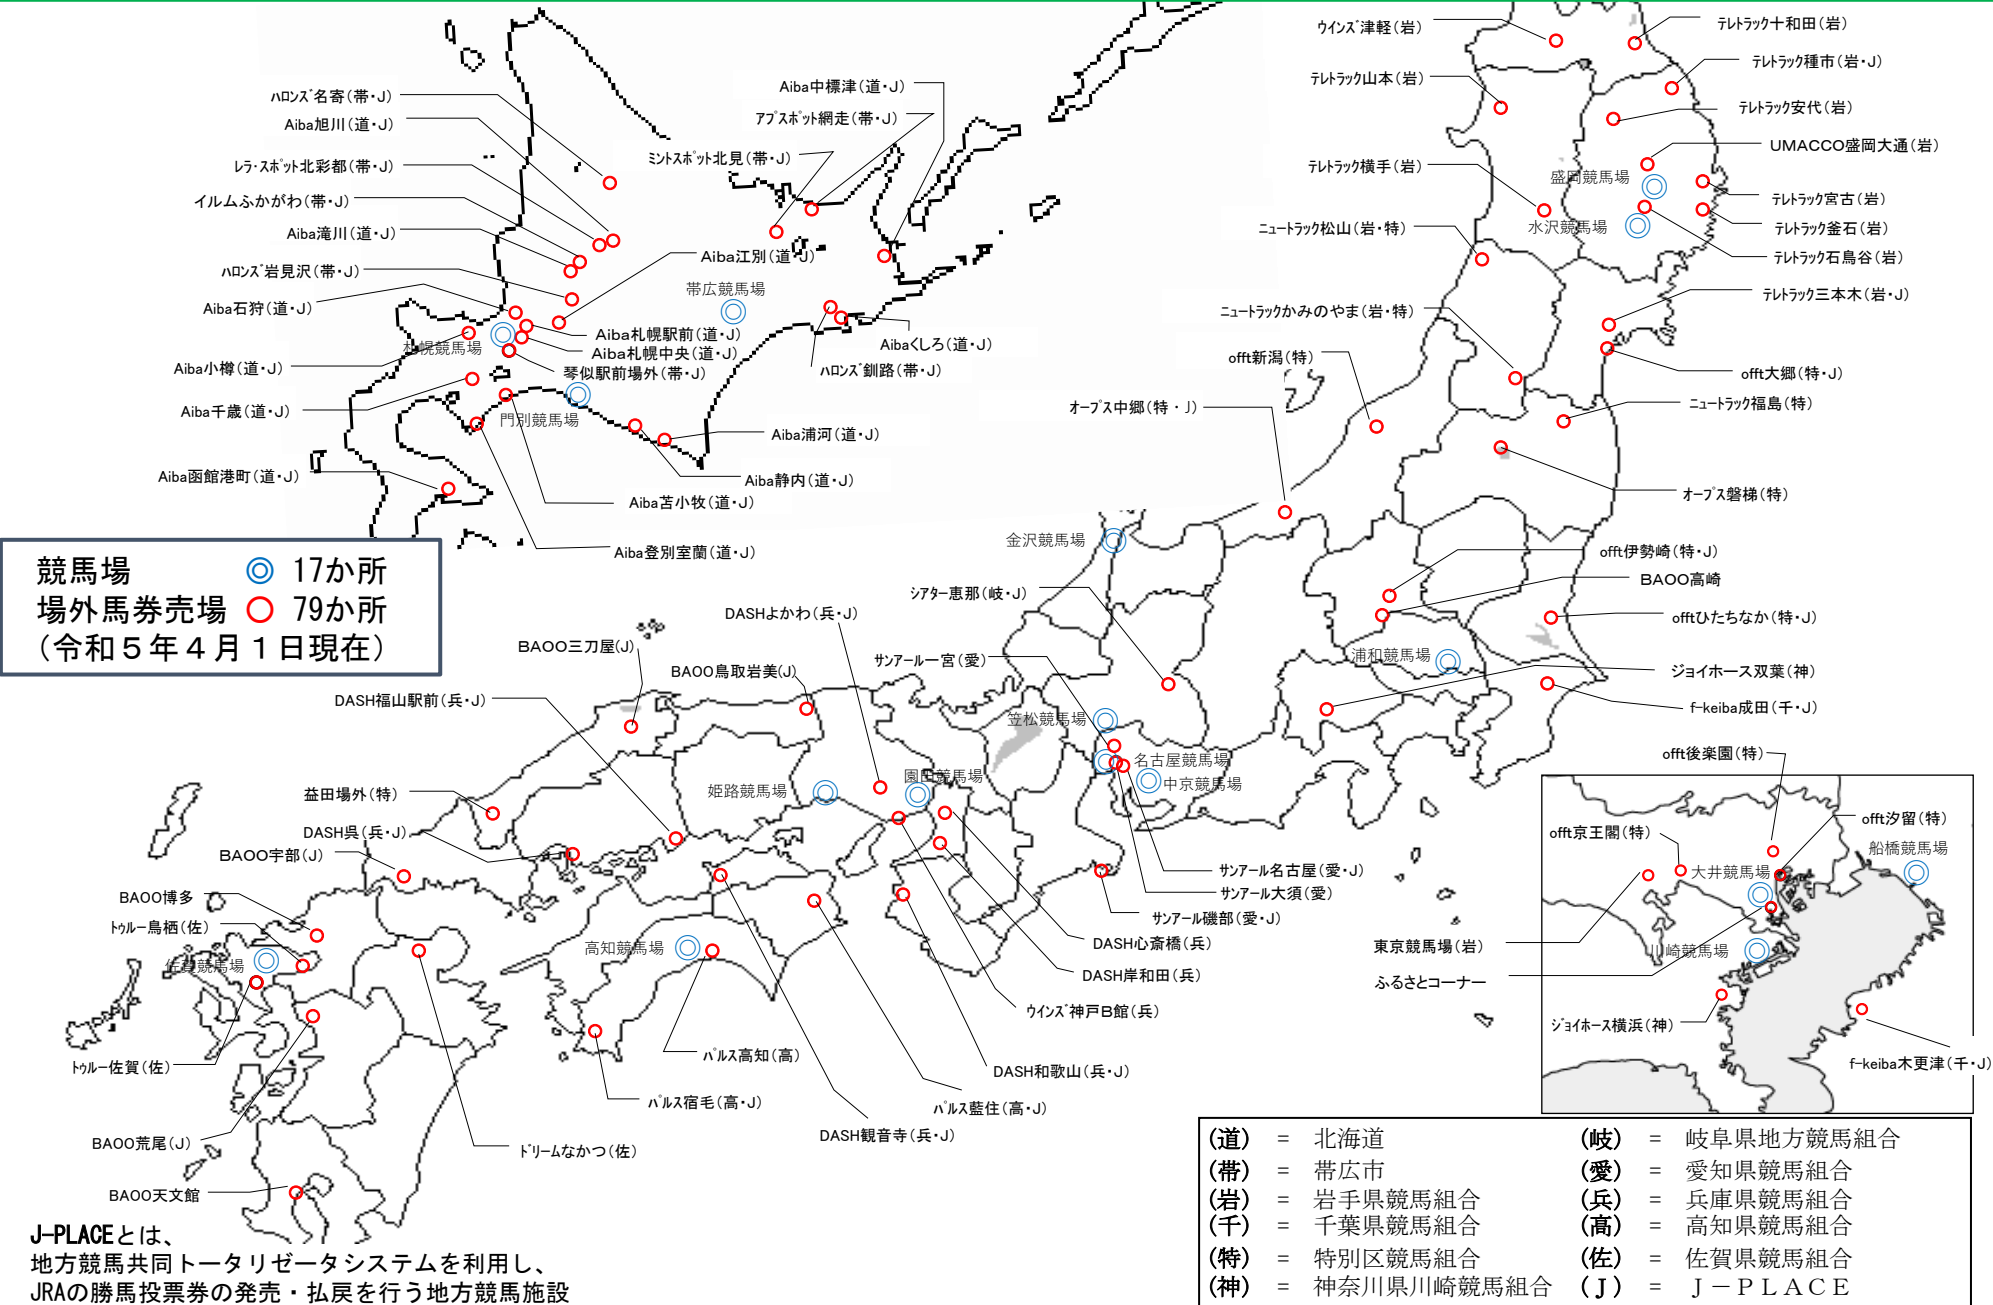 ﾊﾛﾝｽﾞ名寄(帯・J)
Aiba旭川(道・J)
ﾚﾗ･ｽﾎﾟｯﾄ北彩都(帯・J)
イルムふかがわ(帯・J)
Aiba滝川(道・J)
ﾊﾛﾝｽﾞ岩見沢(帯・J)
Aiba石狩(道・J)
Aiba小樽(道・J)
Aiba千歳(道・J)
Aiba函館港町(道・J)
Aiba中標津(道・J)
ｱﾌﾟｽﾎﾟｯﾄ網走(帯・J)
ﾐﾝﾄｽﾎﾟｯﾄ北見(帯・J)
Aiba江別(道・J)
帯広競馬場
Aiba札幌駅前(道・J)
札幌競馬場
Aiba札幌中央(道・J)
琴似駅前場外(帯・J)
Aibaくしろ(道・J)
ﾊﾛﾝｽﾞ釧路(帯・J)
門別競馬場
Aiba浦河(道・J)
Aiba静内(道・J)
Aiba苫小牧(道・J)
Aiba登別室蘭(道・J)
ｳｲﾝｽﾞ津軽(岩)
ﾃﾚﾄﾗｯｸ十和田(岩)
ﾃﾚﾄﾗｯｸ山本(岩)
ﾃﾚﾄﾗｯｸ種市(岩・J)
ﾃﾚﾄﾗｯｸ安代(岩)
UMACCO盛岡大通(岩)
ﾃﾚﾄﾗｯｸ横手(岩)
盛岡競馬場
ﾃﾚﾄﾗｯｸ宮古(岩)
水沢競馬場
ﾃﾚﾄﾗｯｸ釜石(岩)
ﾆｭｰﾄﾗｯｸ松山(岩・特)
ﾃﾚﾄﾗｯｸ石鳥谷(岩)
ﾃﾚﾄﾗｯｸ三本木(岩・J)
ﾆｭｰﾄﾗｯｸかみのやま(岩・特)
offt新潟(特)
offt大郷(特・J)
ｵｰﾌﾟｽ中郷(特・J)
ﾆｭｰﾄﾗｯｸ福島(特)
ｵｰﾌﾟｽ磐梯(特)
競馬場 ◎ 17か所
場外馬券売場 ○ 79か所
(令和５年４月１日現在)
金沢競馬場
offt伊勢崎(特・J)
BAOO高崎
ｼｱﾀｰ恵那(岐・J)
offtひたちなか(特・J)
DASHよかわ(兵・J)
BAOO三刀屋(J)
ｻﾝｱｰﾙ一宮(愛)
浦和競馬場
BAOO鳥取岩美(J)
ジョイホース双葉(神)
DASH福山駅前(兵・J)
f-keiba成田(千・J)
笠松競馬場
offt後楽園(特)
名古屋競馬場
園田競馬場
中京競馬場
姫路競馬場
益田場外(特)
offt汐留(特)
DASH呉(兵・J)
offt京王閣(特)
船橋競馬場
BAOO宇部(J)
大井競馬場
ｻﾝｱｰﾙ名古屋(愛・J)
ｻﾝｱｰﾙ大須(愛)
BAOO博多
ｻﾝｱｰﾙ磯部(愛・J)
ﾄｩﾙｰ鳥栖(佐)
DASH心斎橋(兵)
東京競馬場(岩)
高知競馬場
川崎競馬場
佐賀競馬場
DASH岸和田(兵)
ふるさとコーナー
ｳｲﾝｽﾞ神戸B館(兵)
ｼﾞｮｲﾎｰｽ横浜(神)
ﾄｩﾙｰ佐賀(佐)
ﾊﾟﾙｽ高知(高)
DASH和歌山(兵・J)
f-keiba木更津(千・J)
ﾊﾟﾙｽ宿毛(高・J)
ﾊﾟﾙｽ藍住(高・J)
BAOO荒尾(J)
DASH観音寺(兵・J)
ﾄﾞﾘｰﾑなかつ(佐)
BAOO天文館
J-PLACEとは、
地方競馬共同トータリゼータシステムを利用し、
JRAの勝馬投票券の発売・払戻を行う地方競馬施設
(道) = 北海道 (岐) = 岐阜県地方競馬組合
(帯) = 帯広市 (愛) = 愛知県競馬組合
(岩) = 岩手県競馬組合 (兵) = 兵庫県競馬組合
(千) = 千葉県競馬組合 (高) = 高知県競馬組合
(特) = 特別区競馬組合 (佐) = 佐賀県競馬組合
(神) = 神奈川県川崎競馬組合 (Ｊ) = Ｊ－ＰＬＡＣＥ